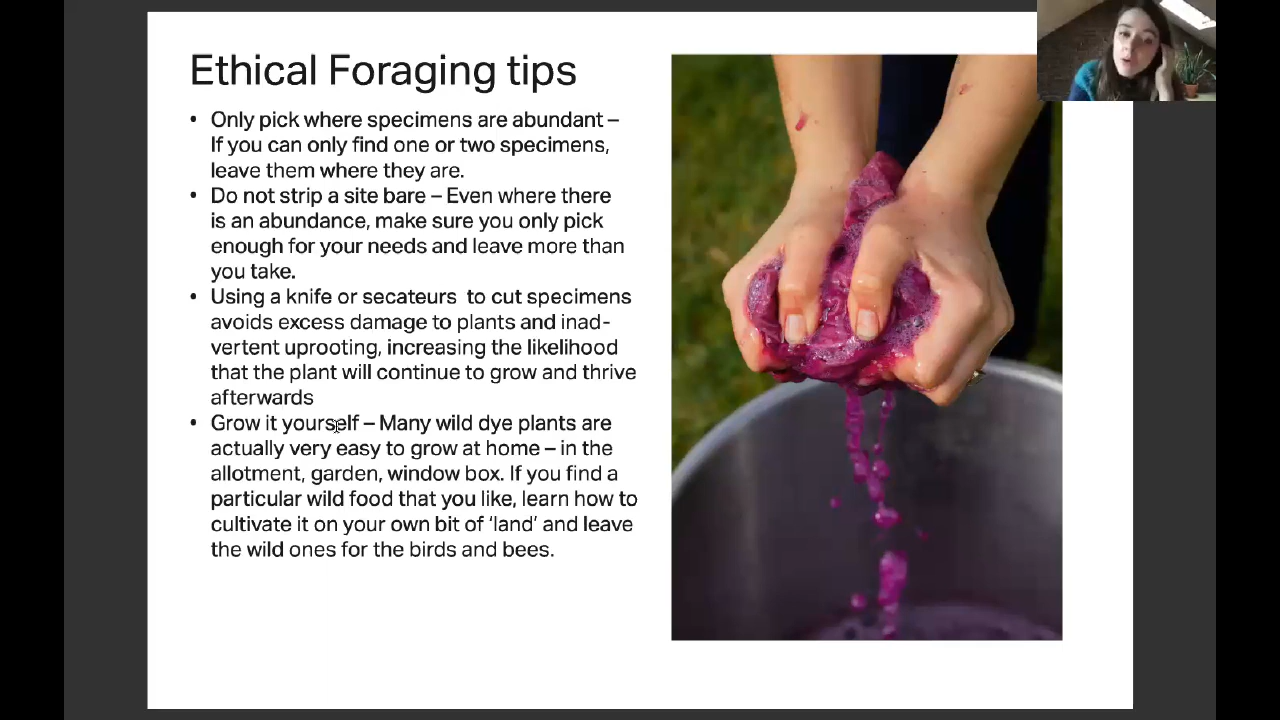 Ethical Foraging tips
• Only pick where specimens are abundant –
If you can only find one or two specimens,
leave them where they are.
• Do not strip a site bare – Even where there
is an abundance, make sure you only pick
enough for your needs and leave more than
you take.
• Using a knife or secateurs  to cut specimens
avoids excess damage to plants and inad-
vertent uprooting, increasing the likelihood
that the plant will continue to grow and thrive
afterwards
• Grow it yourself – Many wild dye plants are
actually very easy to grow at home – in the
allotment, garden, window box. If you find a
particular wild food that you like, learn how to
cultivate it on your own bit of ‘land’ and leave
the wild ones for the birds and bees.